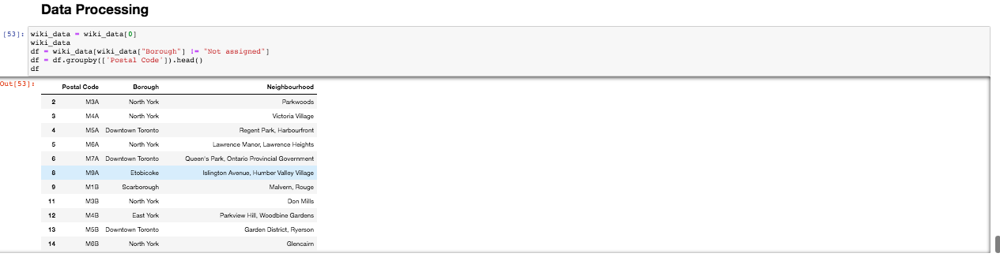 Data Processing
[53]: wiki_data = wiki_data[0]
wiki_data
df = wiki_data[wiki_data["Borough"] != "Not assigned"]
df = df.groupby(['Postal Code']).head()
df
Out[53]:
Postal Code Borough Neighbourhood
2 M3A North York Parkwoods
3 M4A North York Victoria Village
4 M5A Downtown Toronto Regent Park, Harbourfront
5 M6A North York Lawrence Manor, Lawrence Heights
6 M7A Downtown Toronto Queen's Park, Ontario Provincial Government
8 M9A Etobicoke Islington Avenue, Humber Valley Village
9 M1B Scarborough Malvern, Rouge
11 M3B North York Don Mills
12 M4B East York Parkview Hill, Woodbine Gardens
13 M5B Downtown Toronto Garden District, Ryerson
14 M6B North York Glencairn